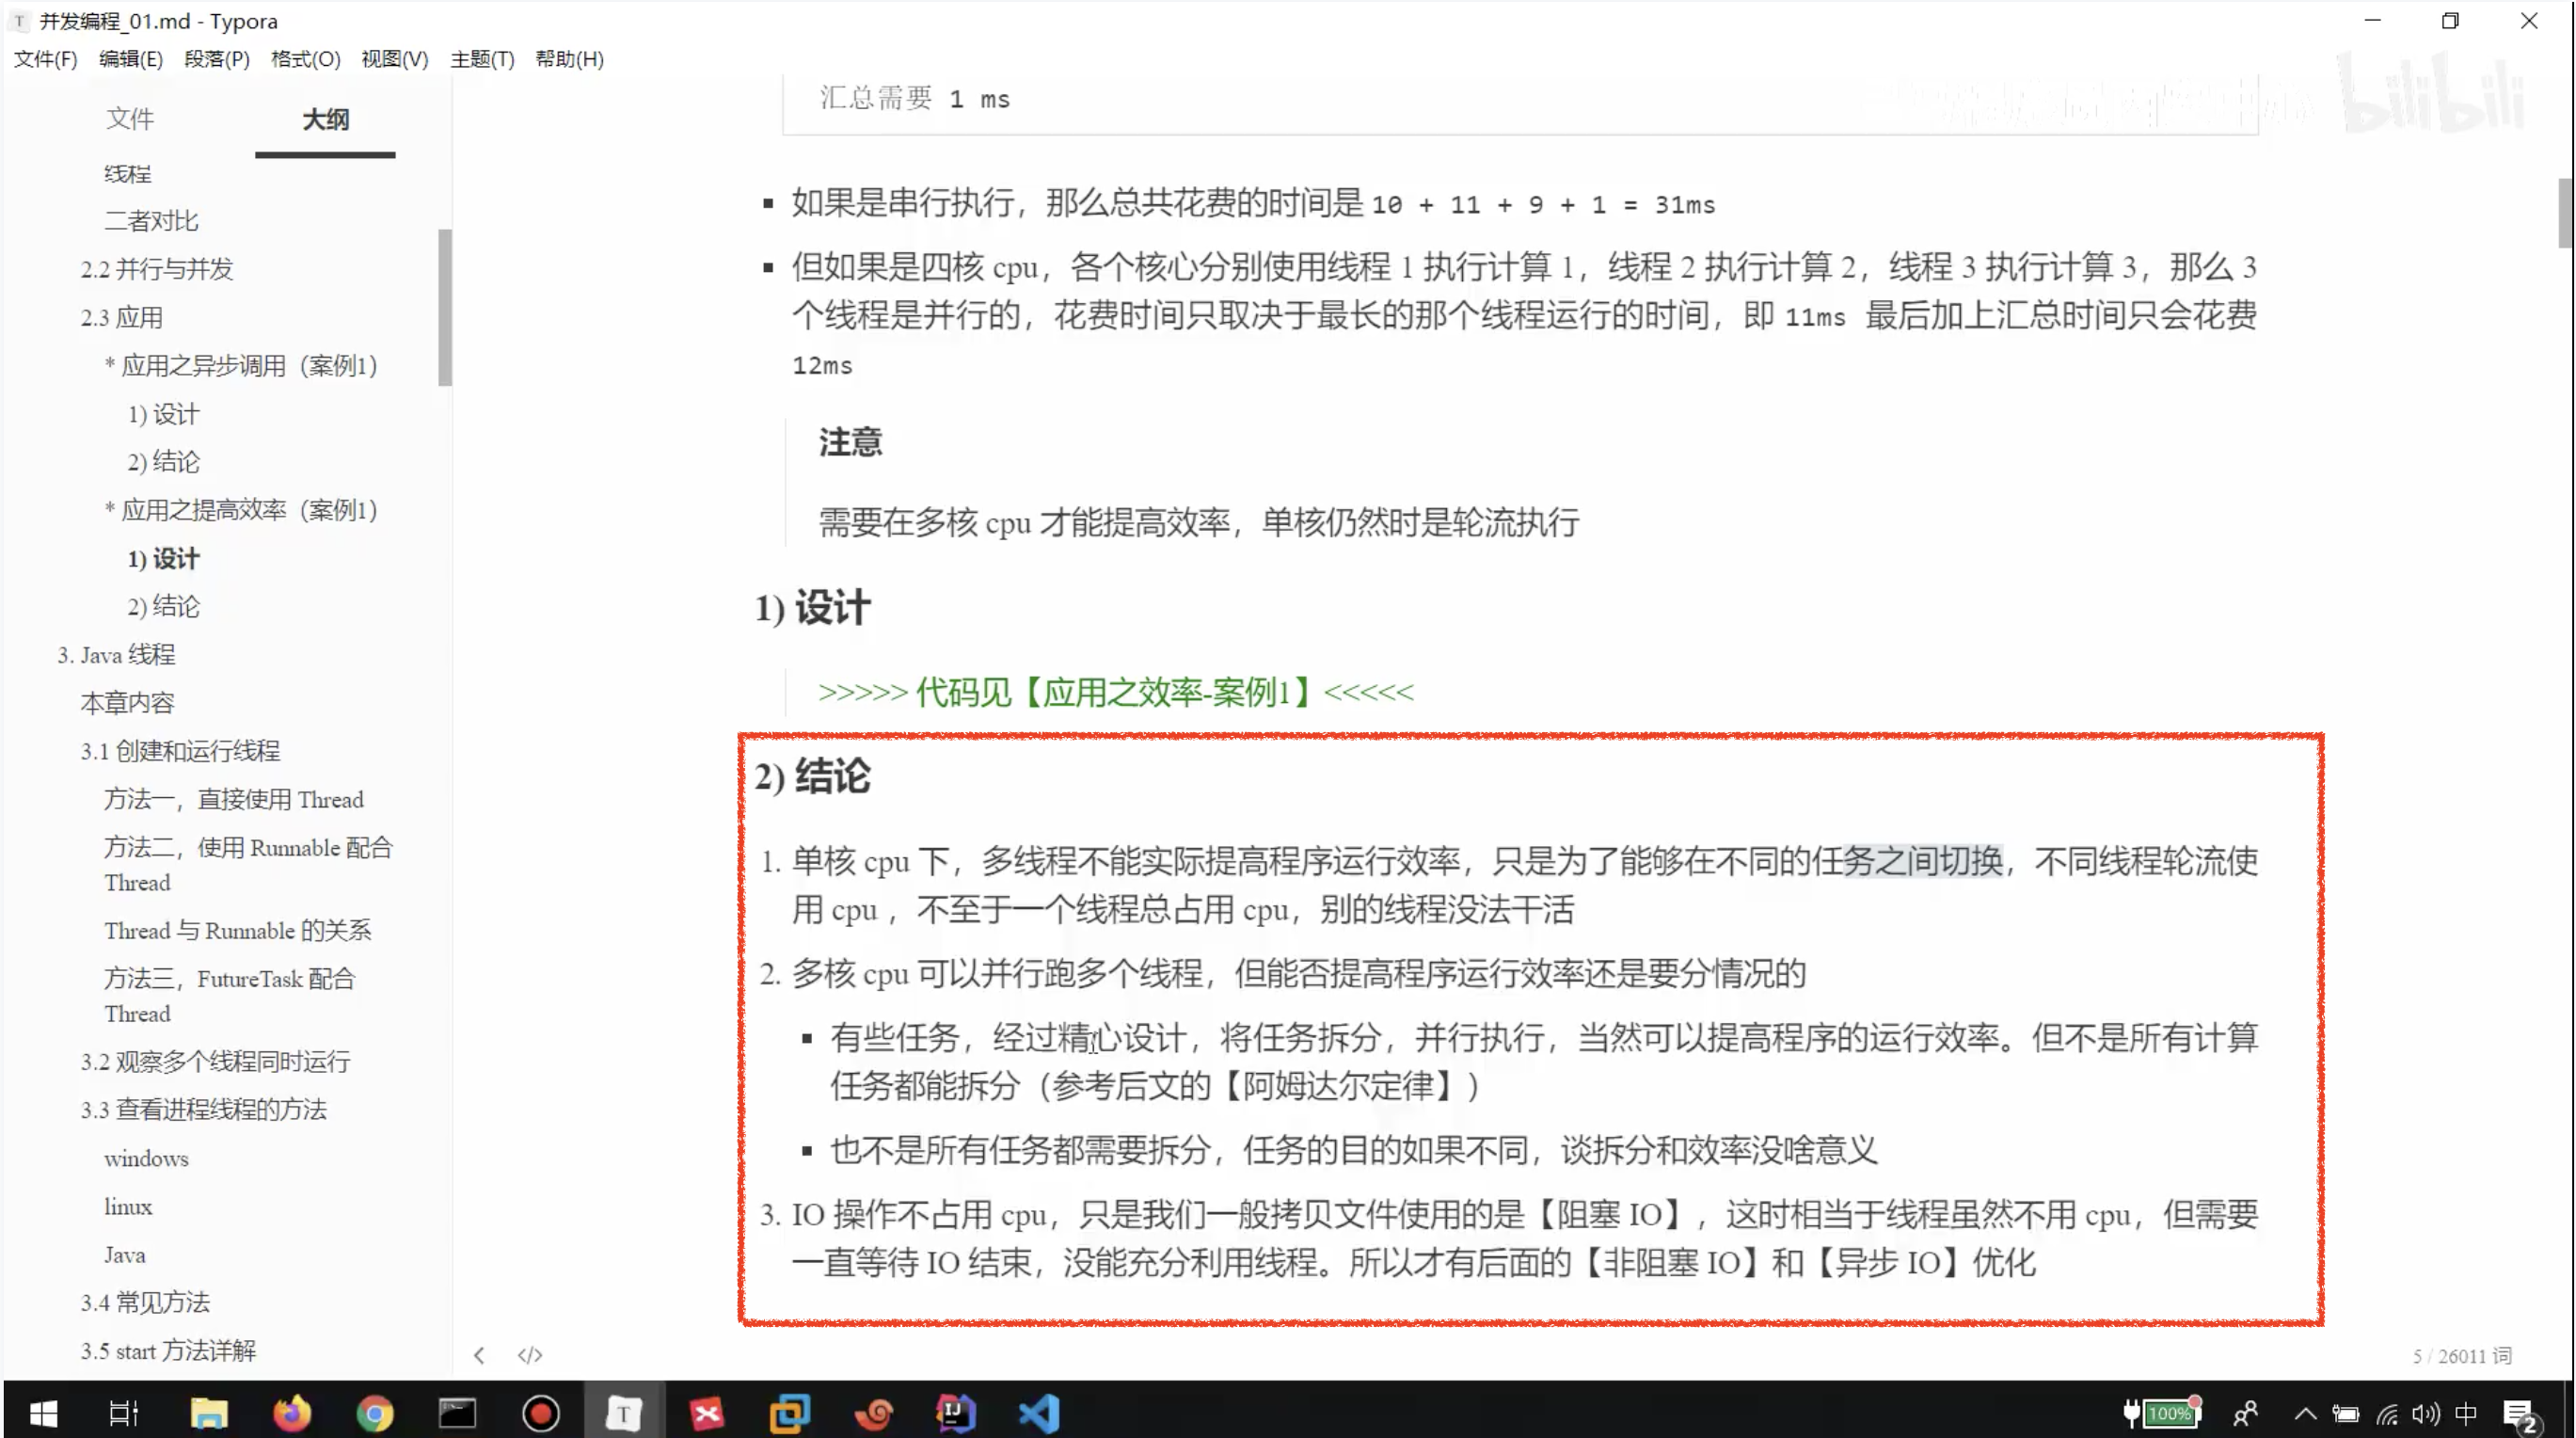 并发编程_01.md - Typora
文件(F) 编辑(E) 段落(P) 格式(O) 视图(V) 主题(T) 帮助(H)
文件 大纲
线程
二者对比
2.2 并行与并发
2.3 应用
* 应用之异步调用（案例1）
1) 设计
2) 结论
* 应用之提高效率（案例1）
1) 设计
2) 结论
3. Java 线程
本章内容
3.1 创建和运行线程
方法一，直接使用 Thread
方法二，使用 Runnable 配合
Thread
Thread 与 Runnable 的关系
方法三，FutureTask 配合
Thread
3.2 观察多个线程同时运行
3.3 查看进程线程的方法
windows
linux
Java
3.4 常见方法
3.5 start 方法详解
汇总需要 1 ms
bilibili
▪ 如果是串行执行，那么总共花费的时间是 10 + 11 + 9 + 1 = 31ms
▪ 但如果是四核 cpu，各个核心分别使用线程 1 执行计算 1，线程 2 执行计算 2，线程 3 执行计算 3，那么 3
个线程是并行的，花费时间只取决于最长的那个线程运行的时间，即 11ms 最后加上汇总时间只会花费
12ms
注意
需要在多核 cpu 才能提高效率，单核仍然时是轮流执行
1) 设计
>>>>> 代码见【应用之效率-案例1】<<<<<
2) 结论
1. 单核 cpu 下，多线程不能实际提高程序运行效率，只是为了能够在不同的任务之间切换，不同线程轮流使
用 cpu ，不至于一个线程总占用 cpu，别的线程没法干活
2. 多核 cpu 可以并行跑多个线程，但能否提高程序运行效率还是要分情况的
▪ 有些任务，经过精心设计，将任务拆分，并行执行，当然可以提高程序的运行效率。但不是所有计算
任务都能拆分（参考后文的【阿姆达尔定律】）
▪ 也不是所有任务都需要拆分，任务的目的如果不同，谈拆分和效率没啥意义
3. IO 操作不占用 cpu，只是我们一般拷贝文件使用的是【阻塞 IO】，这时相当于线程虽然不用 cpu，但需要
一直等待 IO 结束，没能充分利用线程。所以才有后面的【非阻塞 IO】和【异步 IO】优化
5 / 26011 词
T
IJ
100%
中
2